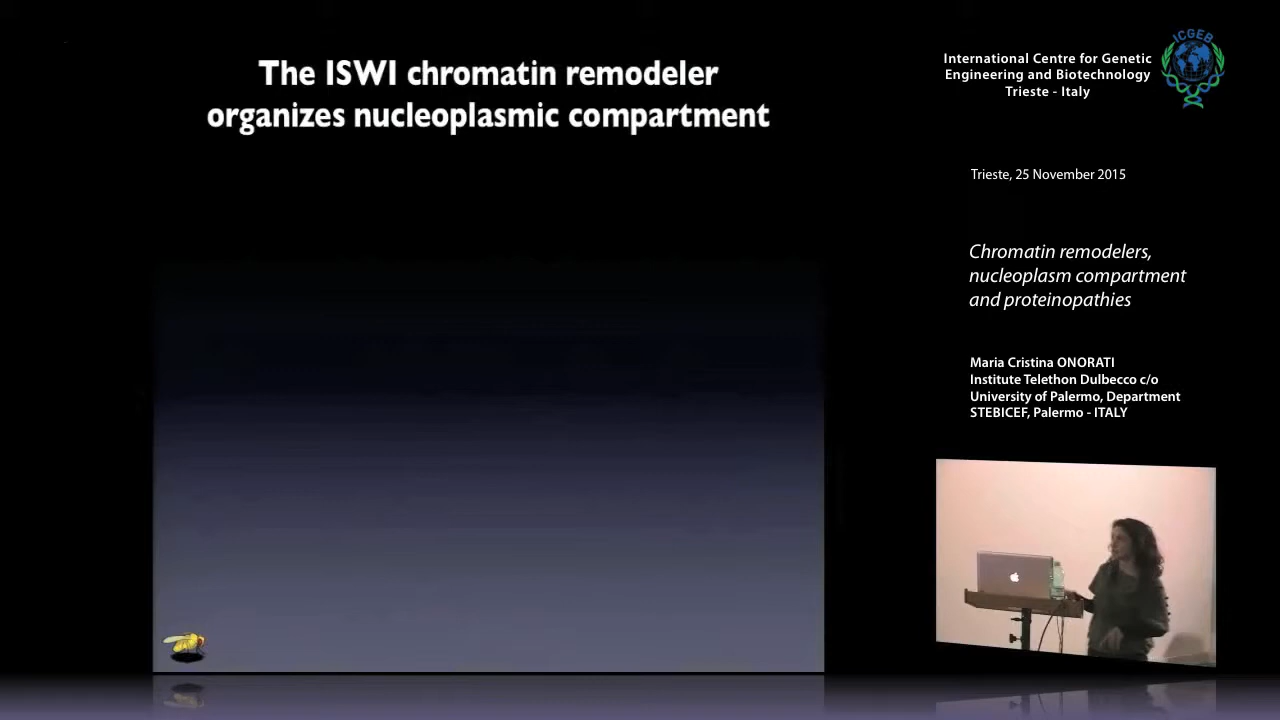 The ISWI chromatin remodeler
organizes nucleoplasmic compartment
International Centre for Genetic
Engineering and Biotechnology
Trieste - Italy
ICGEB
Trieste, 25 November 2015
Chromatin remodelers,
nucleoplasm compartment
and proteinopathies
Maria Cristina ONORATI
Institute Telethon Dulbecco c/o
University of Palermo, Department
STEBICEF, Palermo - ITALY